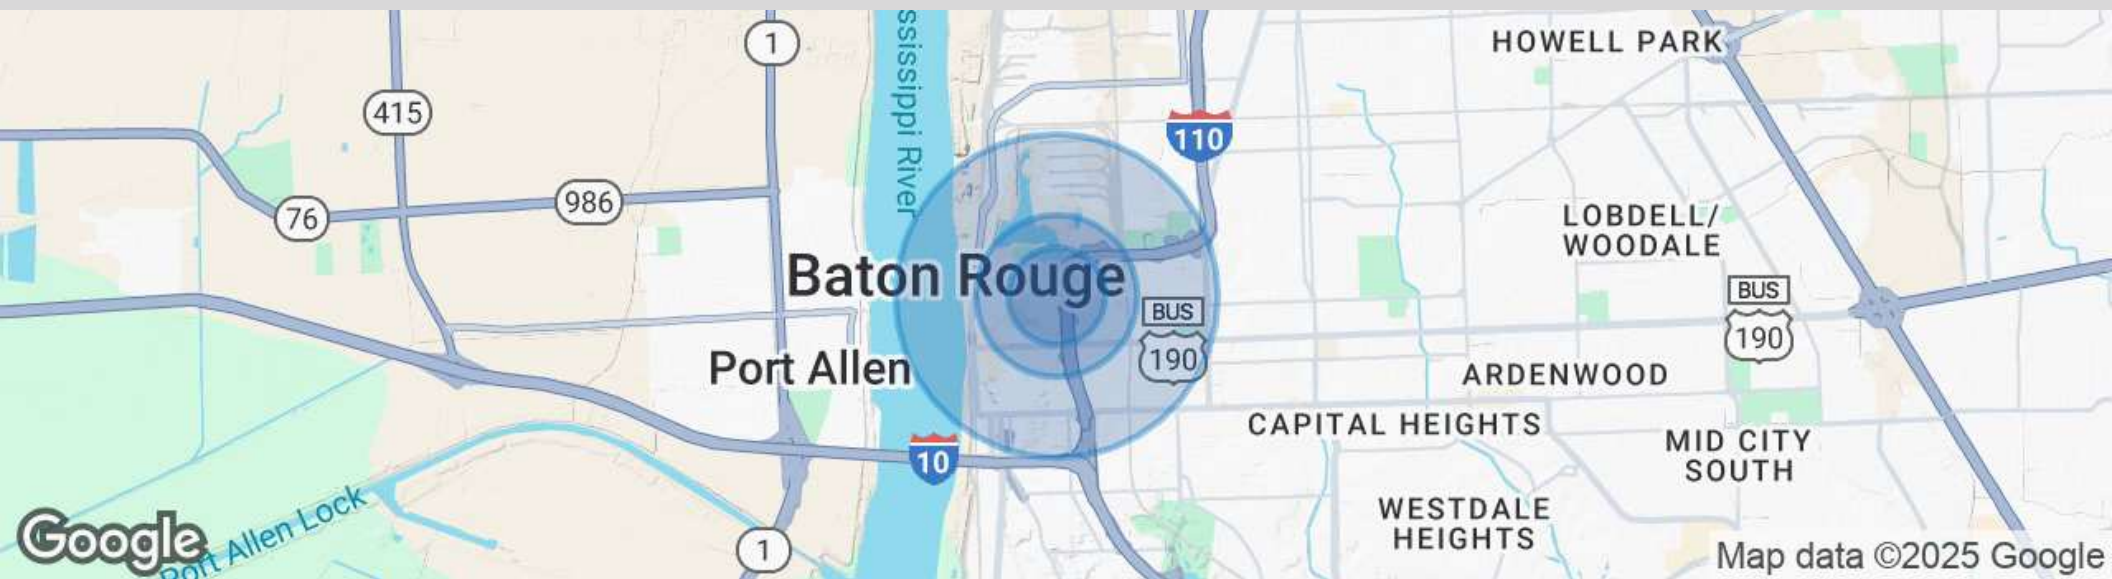 1
ssissippi River
HOWELL PARK
415
110
76
986
LOBDELL/
WOODALE
Baton Rouge
BUS
190
BUS
190
Port Allen
ARDENWOOD
CAPITAL HEIGHTS
10
MID CITY
SOUTH
WESTDALE
HEIGHTS
Port Allen Lock
1
Google
Map data ©2025 Google